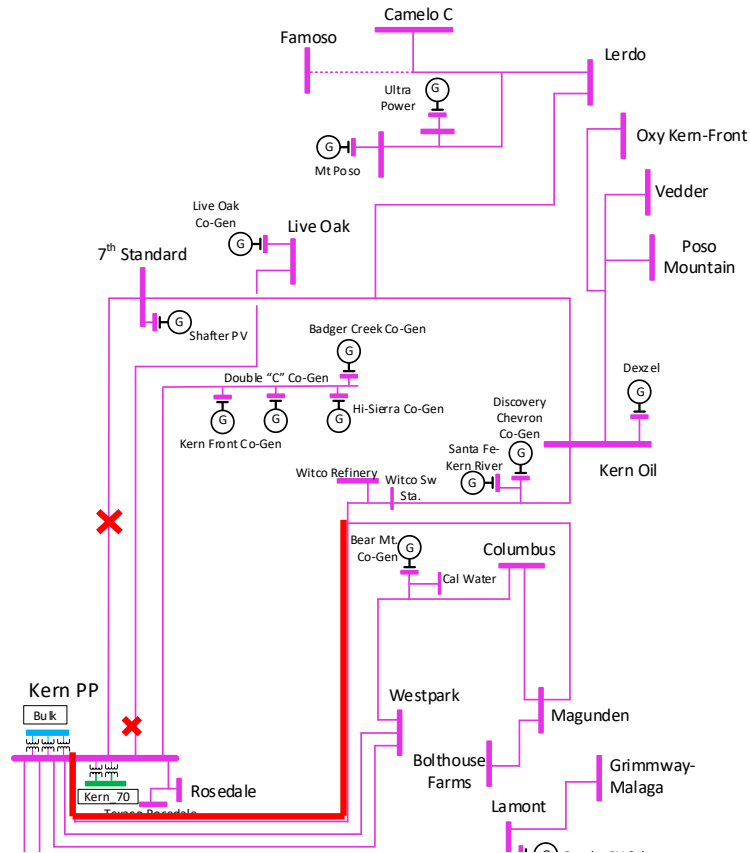 Camelo C
Famoso
Lerdo
G
Ultra
Power
Oxy Kern-Front
G
Mt Poso
Vedder
Live Oak
Co-Gen
Live Oak
G
7th Standard
Poso
Mountain
G
Shafter PV
Badger Creek Co-Gen
G
Double "C" Co-Gen
Dexzel
G
Hi-Sierra Co-Gen
G
G
G
Kern Front Co-Gen
Discovery
Chevron
Co-Gen
G
Santa Fe-
Kern River
G
Kern Oil
Witco Refinery
Witco Sw
Sta.
Bear Mt.
Co-Gen
G
Columbus
Cal Water
Kern PP
Bulk
Westpark
Magunden
Bolthouse
Farms
Grimmway-
Malaga
Rosedale
Kern_70
Lamont
G